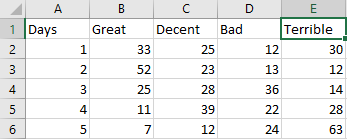 A B C D E
1 Days Great Decent Bad Terrible
2 1 33 25 12 30
3 2 52 23 13 12
4 3 25 28 36 14
5 4 11 39 22 28
6 5 7 12 24 63